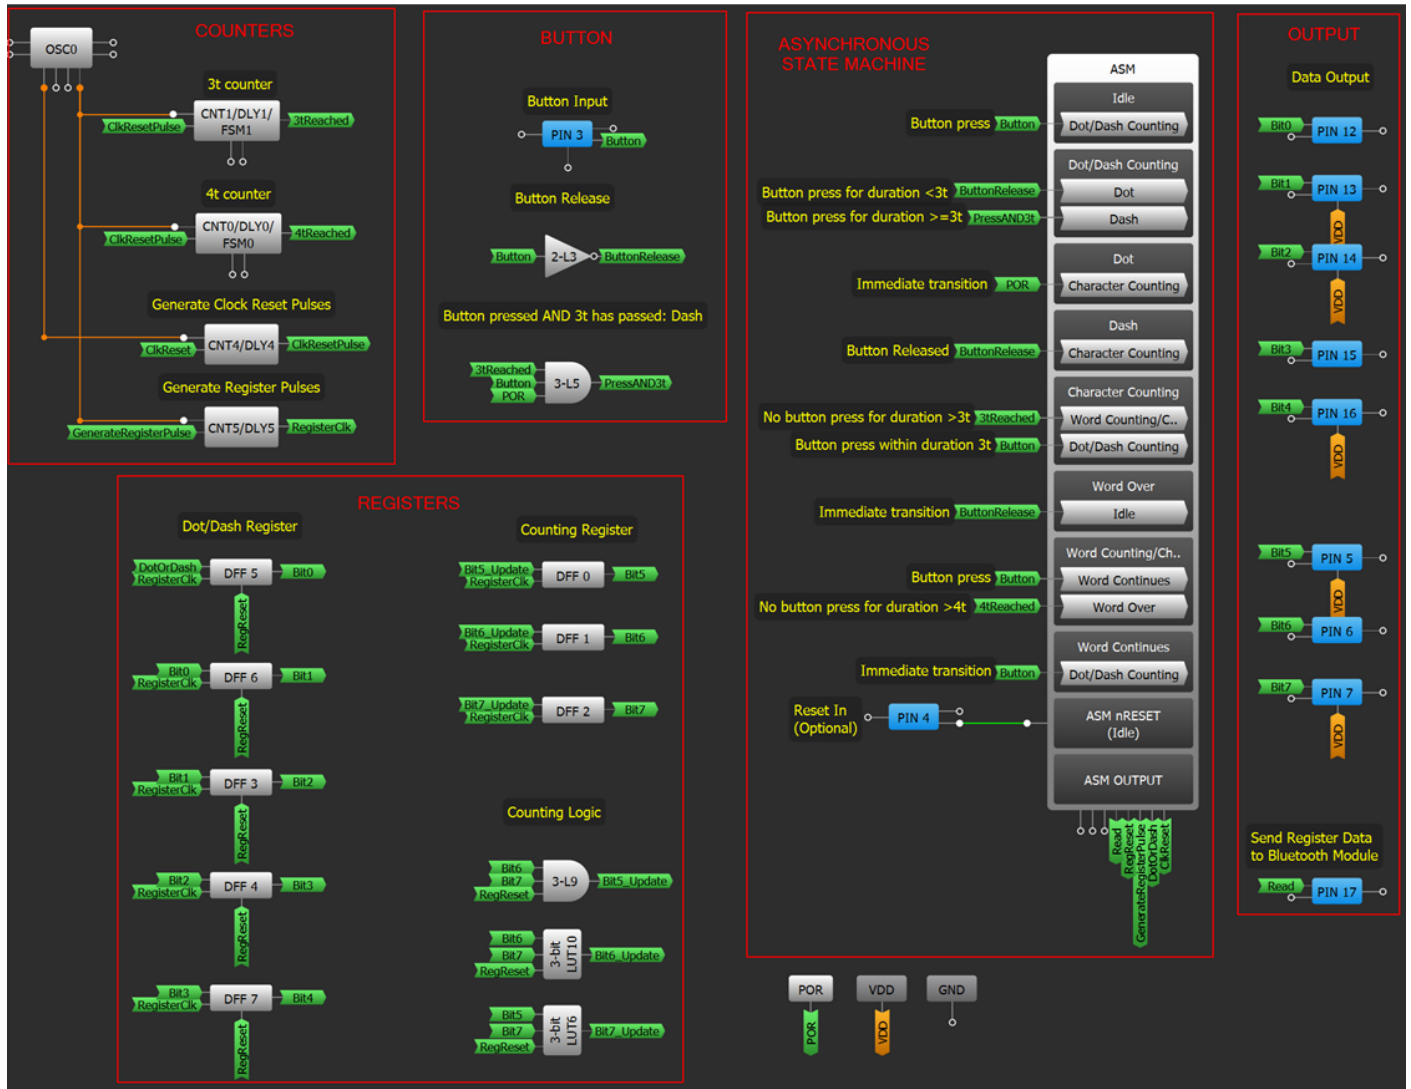 COUNTERS
OSC0
3t counter
CNT1/DLY1/
FSM1
ClkResetPulse
3tReached
4t counter
CNT0/DLY0/
FSM0
ClkResetPulse
4tReached
Generate Clock Reset Pulses
ClkReset
CNT4/DLY4
ClkResetPulse
Generate Register Pulses
GenerateRegisterPulse
CNT5/DLY5
RegisterClk
BUTTON
Button Input
PIN 3
Button
Button Release
Button
2-L3
ButtonRelease
Button pressed AND 3t has passed: Dash
3tReached
Button
POR
3-L5
PressAND3t
ASYNCHRONOUS
STATE MACHINE
ASM
Idle
Button press
Button
Dot/Dash Counting
Dot/Dash Counting
Button press for duration <3t
ButtonRelease
Dot
Button press for duration >=3t
PressAND3t
Dash
Dot
Immediate transition
POR
Character Counting
Dash
Button Released
ButtonRelease
Character Counting
Character Counting
No button press for duration >3t
3tReached
Word Counting/C..
Button press within duration 3t
Button
Dot/Dash Counting
Word Over
Immediate transition
ButtonRelease
Idle
Word Counting/Ch..
Button press
Button
Word Continues
No button press for duration >4t
4tReached
Word Over
Word Continues
Immediate transition
Button
Dot/Dash Counting
Reset In
(Optional)
PIN 4
ASM nRESET
(Idle)
ASM OUTPUT
Read
RegReset
GenerateRegisterPulse
DotOrDash
ClkReset
OUTPUT
Data Output
Bit0
PIN 12
Bit1
PIN 13
VDD
Bit2
PIN 14
VDD
Bit3
PIN 15
Bit4
PIN 16
VDD
Bit5
PIN 5
VDD
Bit6
PIN 6
Bit7
PIN 7
VDD
Send Register Data
to Bluetooth Module
Read
PIN 17
REGISTERS
Dot/Dash Register
DotOrDash
RegisterClk
DFF 5
Bit0
RegReset
Bit0
RegisterClk
DFF 6
Bit1
RegReset
Bit1
RegisterClk
DFF 3
Bit2
RegReset
Bit2
RegisterClk
DFF 4
Bit3
RegReset
Bit3
RegisterClk
DFF 7
Bit4
RegReset
Counting Register
Bit5_Update
RegisterClk
DFF 0
Bit5
Bit6_Update
RegisterClk
DFF 1
Bit6
Bit7_Update
RegisterClk
DFF 2
Bit7
Counting Logic
Bit6
Bit7
RegReset
3-L9
Bit5_Update
Bit6
Bit7
RegReset
3-bit
LUT10
Bit6_Update
Bit5
Bit7
RegReset
3-bit
LUT6
Bit7_Update
POR
POR
VDD
VDD
GND